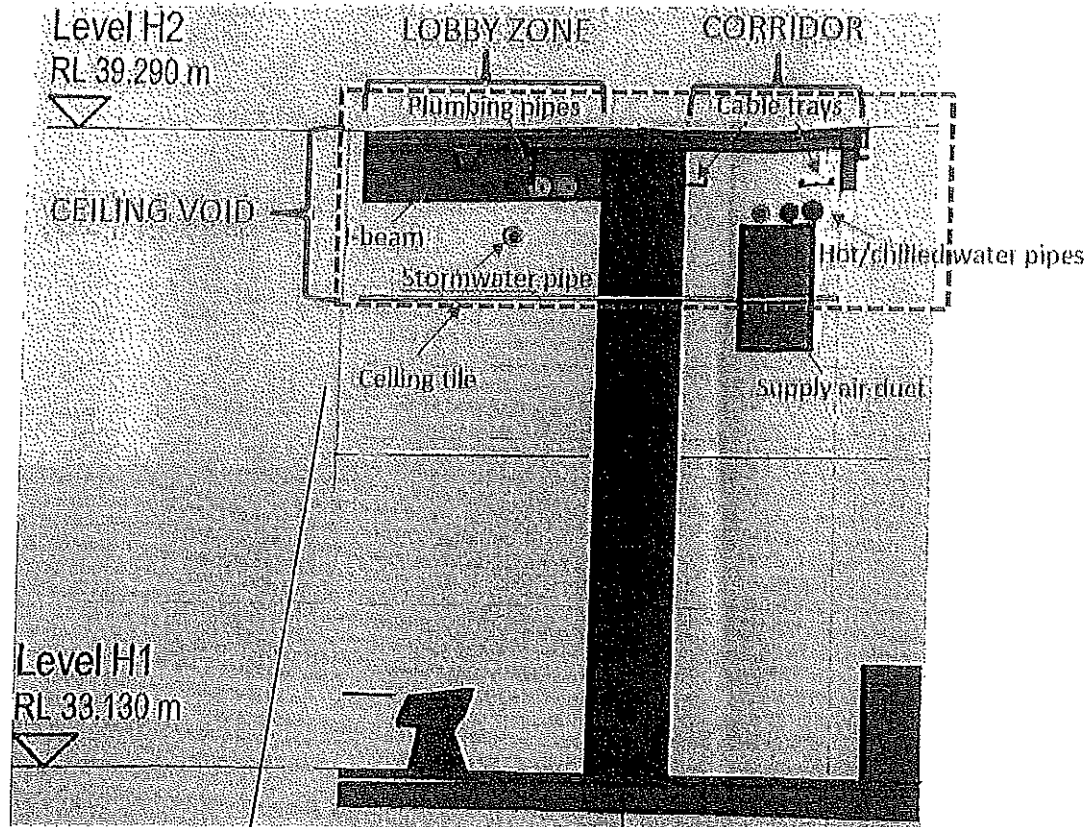 Level H2
RL 39.290 m
LOBBY ZONE
CORRIDOR
Plumbing pipes
Cable trays
CEILING VOID
I-beam
Stormwater pipe
Hot/chilled water pipes
Ceiling tile
Supply air duct
Level H1
RL 33.130 m